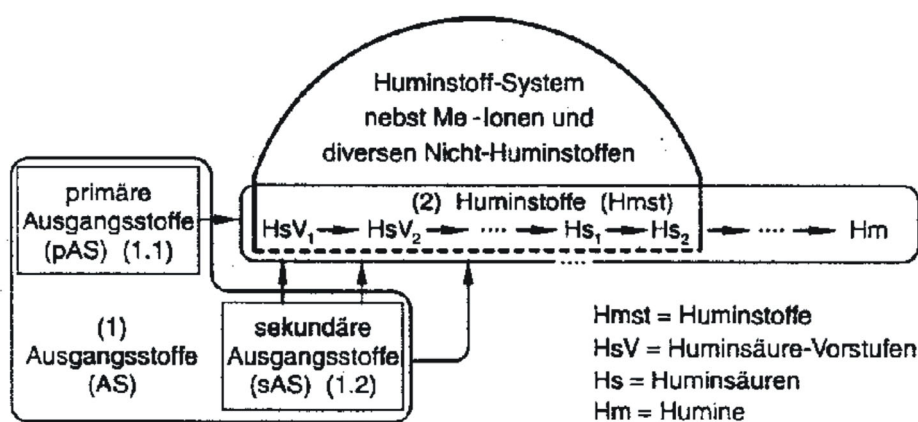 Huminstoff-System
nebst Me-Ionen und
diversen Nicht-Huminstoffen
primäre
Ausgangsstoffe
(pAS) (1.1)
(2) Huminstoffe (Hmst)
HsV₁ → HsV₂ → ···· → Hs₁ → Hs₂ → ···· → Hm
(1)
Ausgangsstoffe
(AS)
sekundäre
Ausgangsstoffe
(sAS) (1.2)
Hmst = Huminstoffe
HsV = Huminsäure-Vorstufen
Hs = Huminsäuren
Hm = Humine